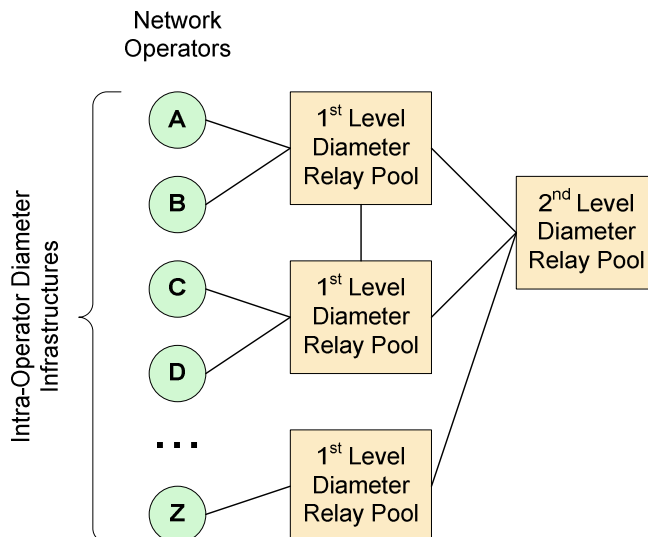 Network
Operators
Intra-Operator Diameter
Infrastructures
A
B
C
D
...
Z
1st Level
Diameter
Relay Pool
1st Level
Diameter
Relay Pool
1st Level
Diameter
Relay Pool
2nd Level
Diameter
Relay Pool